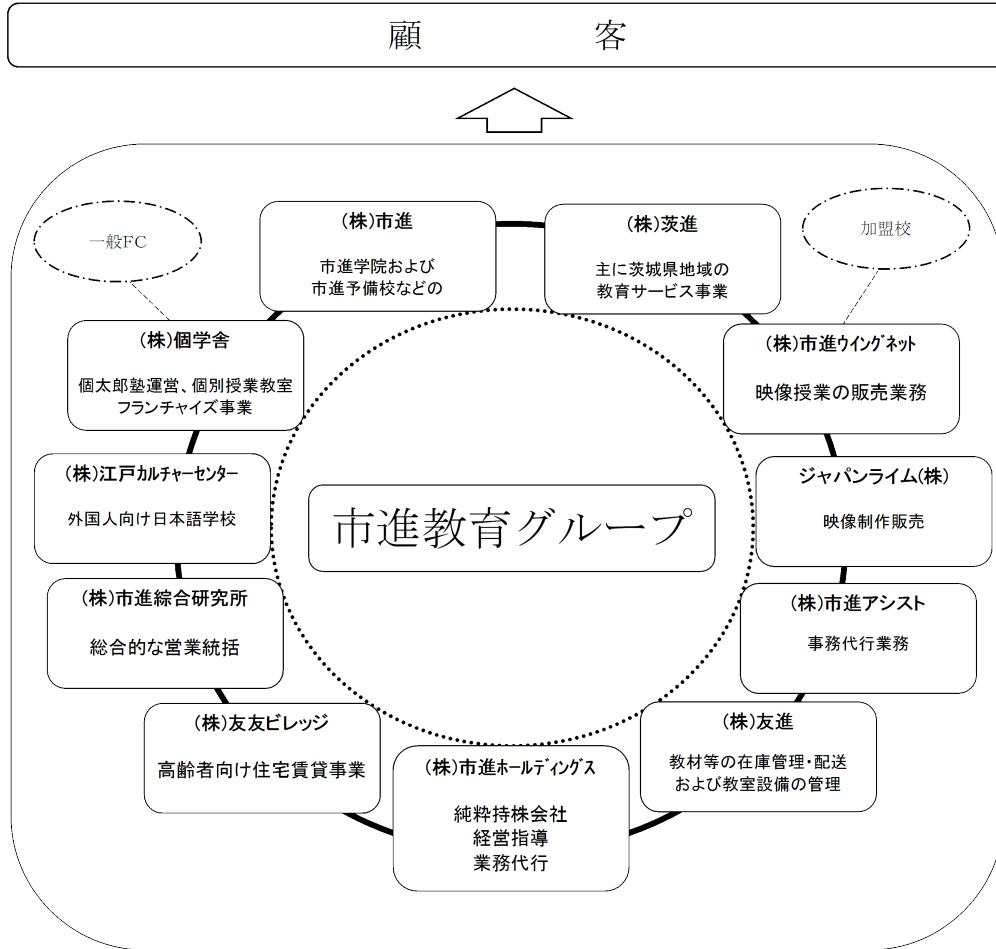 顧客
一般FC
加盟校
(株)市進
市進学院および
市進予備校などの
(株)茨進
主に茨城県地域の
教育サービス事業
(株)個学舎
個太郎塾運営、個別授業教室
フランチャイズ事業
(株)市進ウイングネット
映像授業の販売業務
(株)江戸カルチャーセンター
外国人向け日本語学校
ジャパンライム(株)
映像制作販売
市進教育グループ
(株)市進綜合研究所
総合的な営業統括
(株)市進アシスト
事務代行業務
(株)友友ビレッジ
高齢者向け住宅賃貸事業
(株)友進
教材等の在庫管理・配送
および教室設備の管理
(株)市進ホールディングス
純粋持株会社
経営指導
業務代行